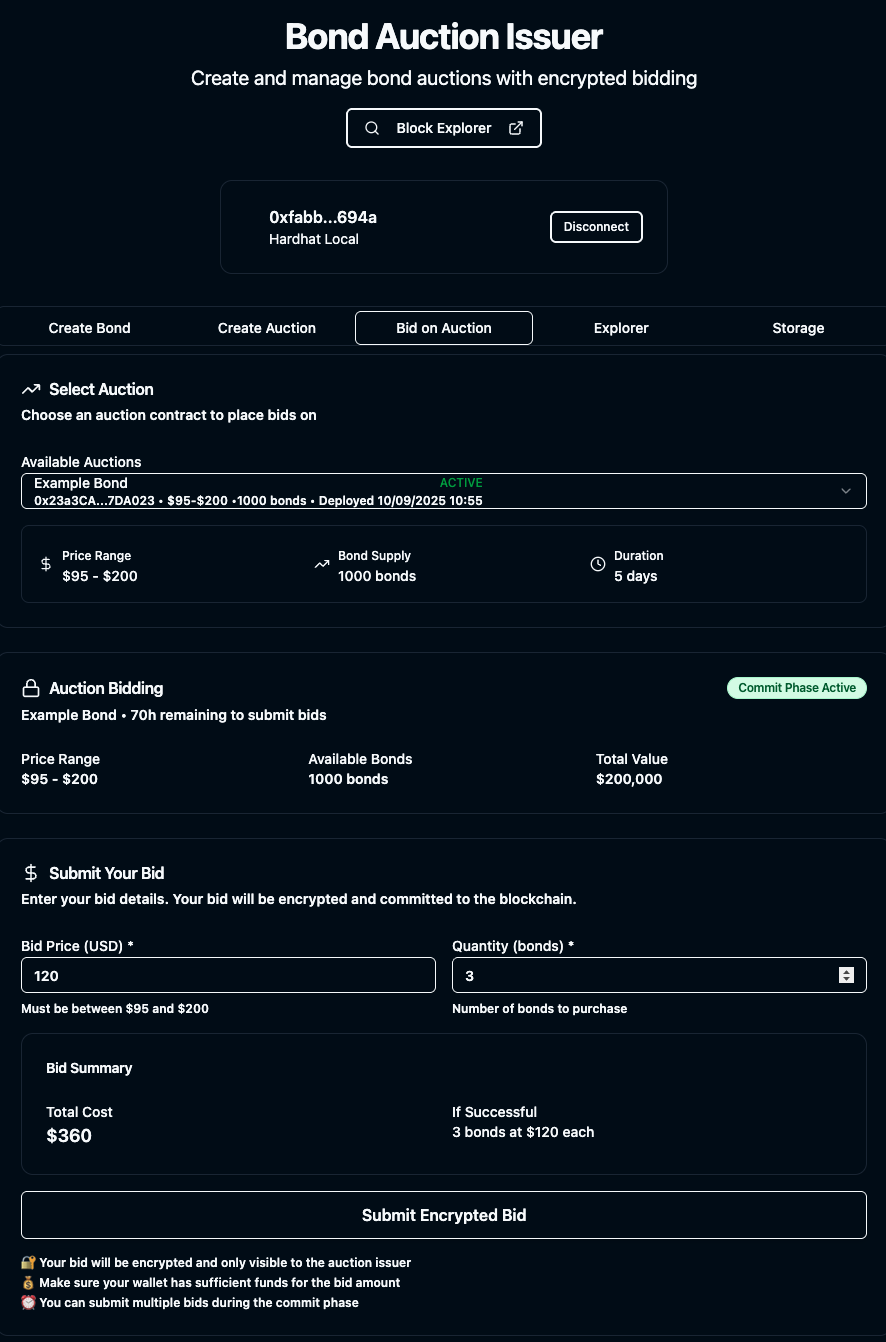 Bond Auction Issuer
Create and manage bond auctions with encrypted bidding
Block Explorer
0xfabb...694a
Hardhat Local
Disconnect
Create Bond
Create Auction
Bid on Auction
Explorer
Storage
Select Auction
Choose an auction contract to place bids on
Available Auctions
Example Bond ACTIVE
0x23a3CA...7DA023 • $95-$200 •1000 bonds • Deployed 10/09/2025 10:55
Price Range
$95 - $200
Bond Supply
1000 bonds
Duration
5 days
Auction Bidding
Commit Phase Active
Example Bond • 70h remaining to submit bids
Price Range
$95 - $200
Available Bonds
1000 bonds
Total Value
$200,000
$ Submit Your Bid
Enter your bid details. Your bid will be encrypted and committed to the blockchain.
Bid Price (USD) *
120
Must be between $95 and $200
Quantity (bonds) *
3
Number of bonds to purchase
Bid Summary
Total Cost
$360
If Successful
3 bonds at $120 each
Submit Encrypted Bid
🔐 Your bid will be encrypted and only visible to the auction issuer
💰 Make sure your wallet has sufficient funds for the bid amount
⏰ You can submit multiple bids during the commit phase